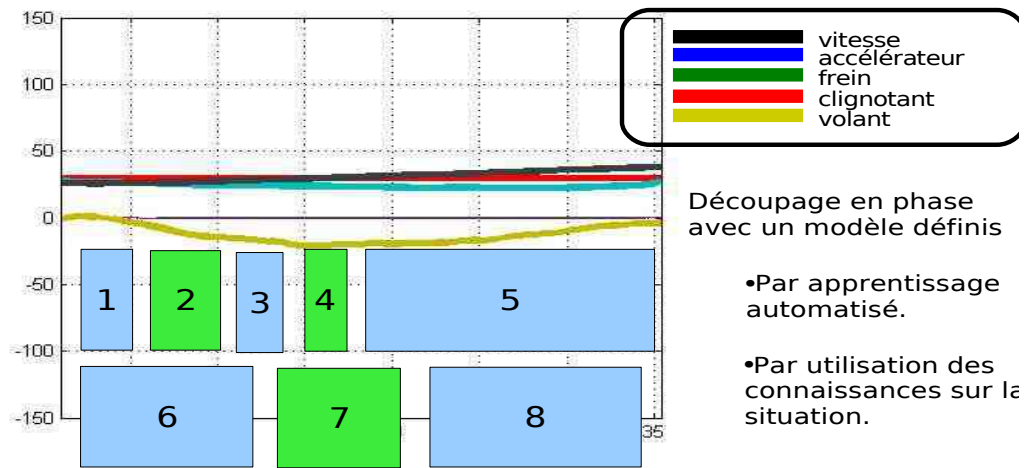 150
100
50
0
-50
-100
-150
35
vitesse
accélérateur
frein
clignotant
volant
Découpage en phase
avec un modèle définis
•Par apprentissage
automatisé.
•Par utilisation des
connaissances sur la
situation.
1
2
3
4
5
6
7
8